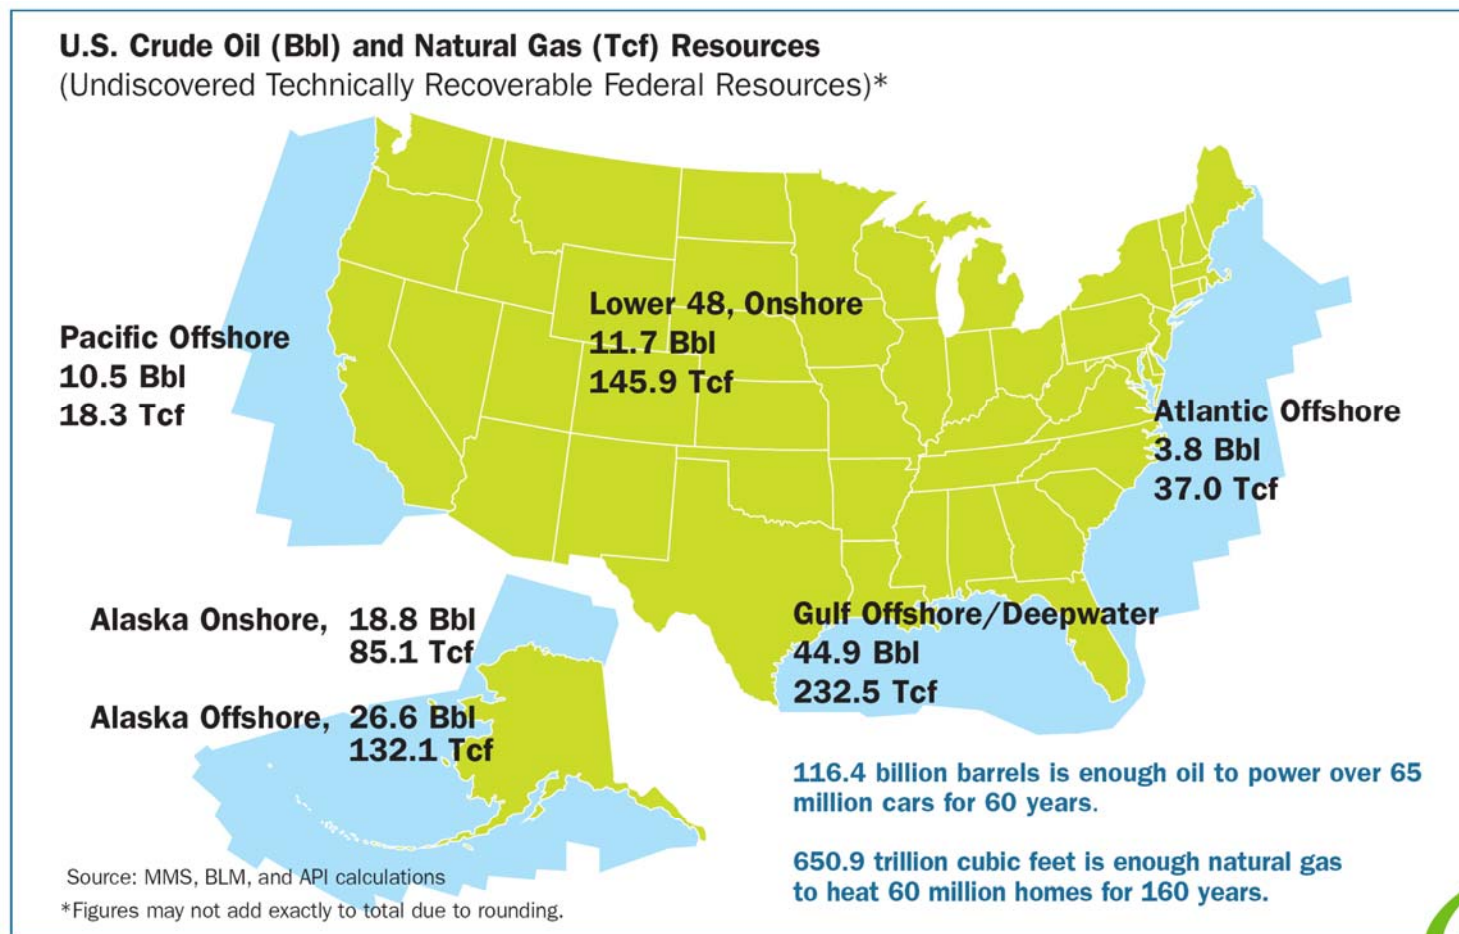 U.S. Crude Oil (Bbl) and Natural Gas (Tcf) Resources
(Undiscovered Technically Recoverable Federal Resources)*
Lower 48, Onshore
11.7 Bbl
145.9 Tcf
Pacific Offshore
10.5 Bbl
18.3 Tcf
Atlantic Offshore
3.8 Bbl
37.0 Tcf
Alaska Onshore, 18.8 Bbl
85.1 Tcf
Alaska Offshore, 26.6 Bbl
132.1 Tcf
Gulf Offshore/Deepwater
44.9 Bbl
232.5 Tcf
116.4 billion barrels is enough oil to power over 65
million cars for 60 years.
650.9 trillion cubic feet is enough natural gas
to heat 60 million homes for 160 years.
Source: MMS, BLM, and API calculations
*Figures may not add exactly to total due to rounding.